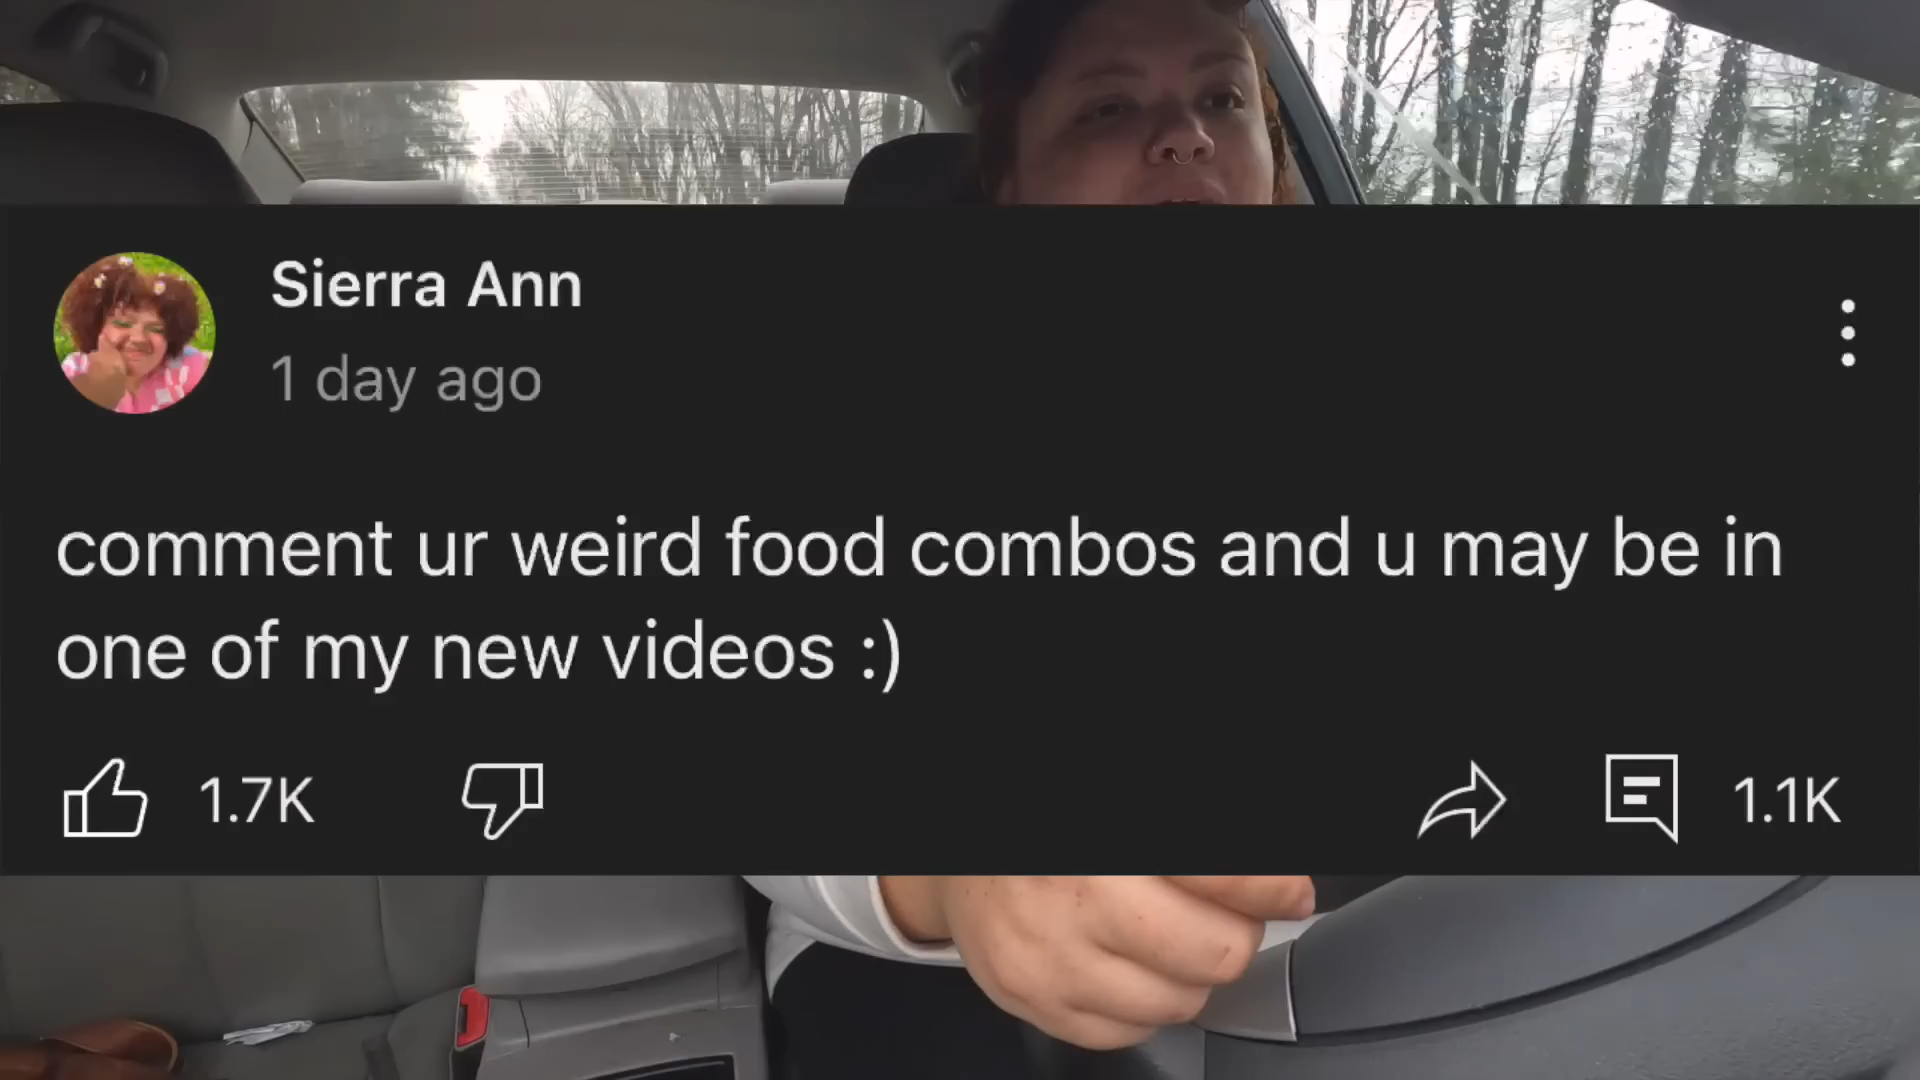 Sierra Ann
1 day ago
comment ur weird food combos and u may be in
one of my new videos :)
1.7K
1.1K